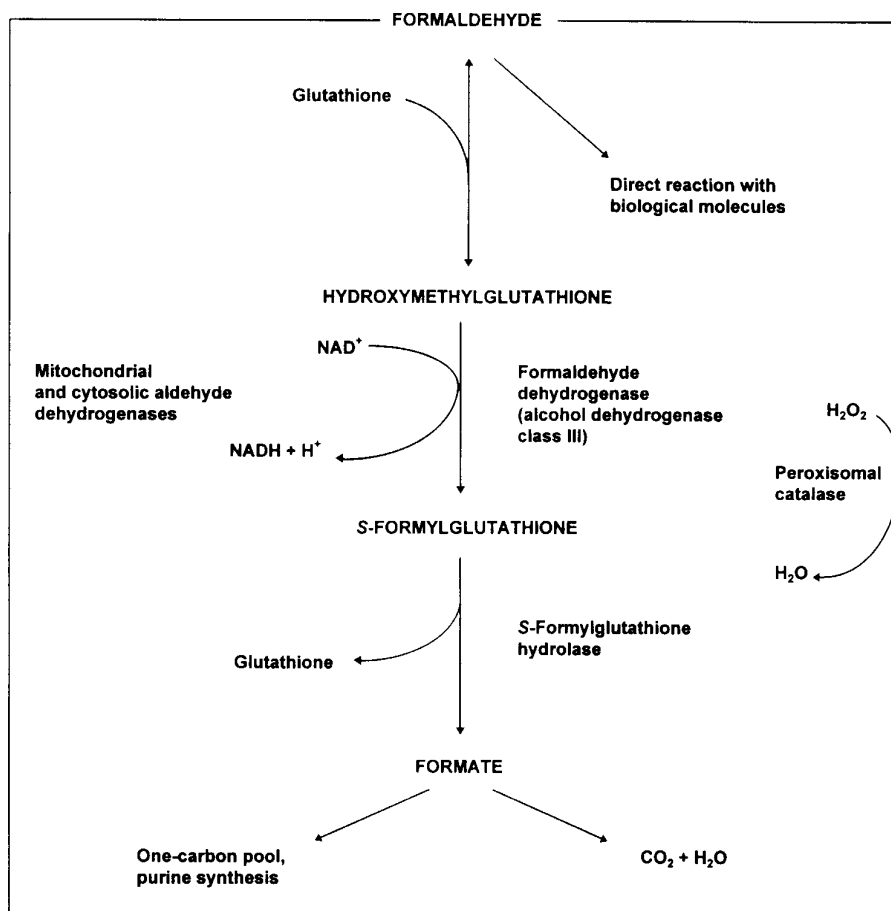 FORMALDEHYDE
Glutathione
Direct reaction with
biological molecules
HYDROXYMETHYLGLUTATHIONE
NAD⁺
Mitochondrial
and cytosolic aldehyde
dehydrogenases
Formaldehyde
dehydrogenase
(alcohol dehydrogenase
class III)
NADH + H⁺
H₂O₂
Peroxisomal
catalase
S-FORMYLGLUTATHIONE
H₂O
S-Formylglutathione
hydrolase
Glutathione
FORMATE
One-carbon pool,
purine synthesis
CO₂ + H₂O